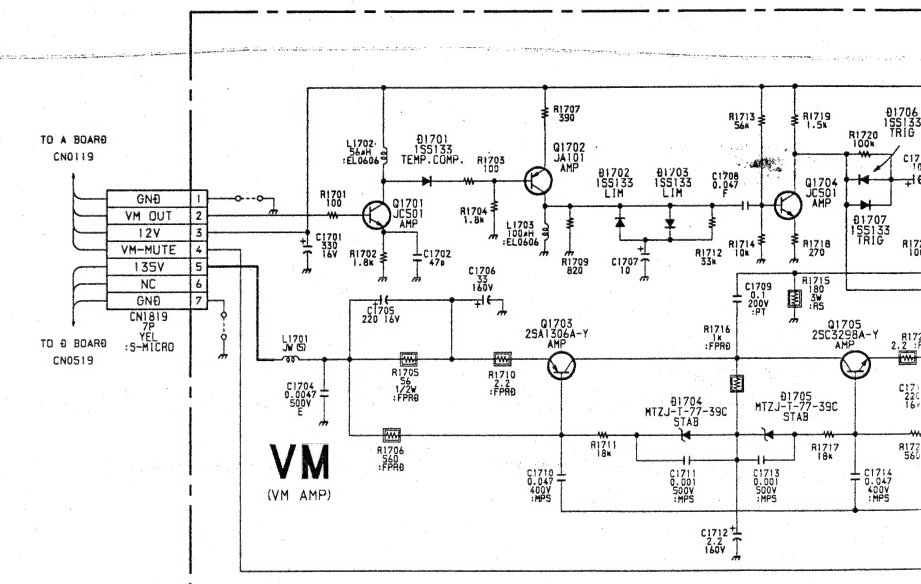 TO A BOARD
CN0119
GND 1
VM OUT 2
12V 3
VM-MUTE 4
135V 5
NC 6
GND 7
CN1819
7P
YEL
:S-MICRO
TO D BOARD
CN0519
L1702
56µH
:EL0606
D1701
1SS133
TEMP.COMP.
R1703
100
R1707
390
Q1702
JA101
AMP
R1701
100
Q1701
JC501
AMP
R1704
1.8k
C1701
330
16V
R1702
1.8k
C1702
47p
L1703
100µH
:EL0606
R1709
820
D1702
1SS133
LIM
D1703
1SS133
LIM
C1707
10
R1712
33k
C1708
0.047
F
R1713
56k
R1719
1.5k
Q1704
JC501
AMP
R1714
10k
R1718
270
R1720
100k
D1706
1SS133
TRIG
D1707
1SS133
TRIG
C1705
220 16V
C1706
33
160V
L1701
JW (5)
C1704
0.0047
500V
E
R1705
56
1/2W
:FPRD
R1710
2.2
:FPRD
R1706
560
:FPRD
Q1703
2SA1306A-Y
AMP
C1709
0.1
200V
:PT
R1715
180
3W
:RS
R1716
1k
:FPRD
Q1705
2SC3298A-Y
AMP
D1704
MTZJ-T-77-39C
STAB
D1705
MTZJ-T-77-39C
STAB
R1711
18k
R1717
18k
C1710
0.047
400V
:MPS
C1711
0.001
500V
:MPS
C1713
0.001
500V
:MPS
C1714
0.047
400V
:MPS
C1712
2.2
160V
VM
(VM AMP)